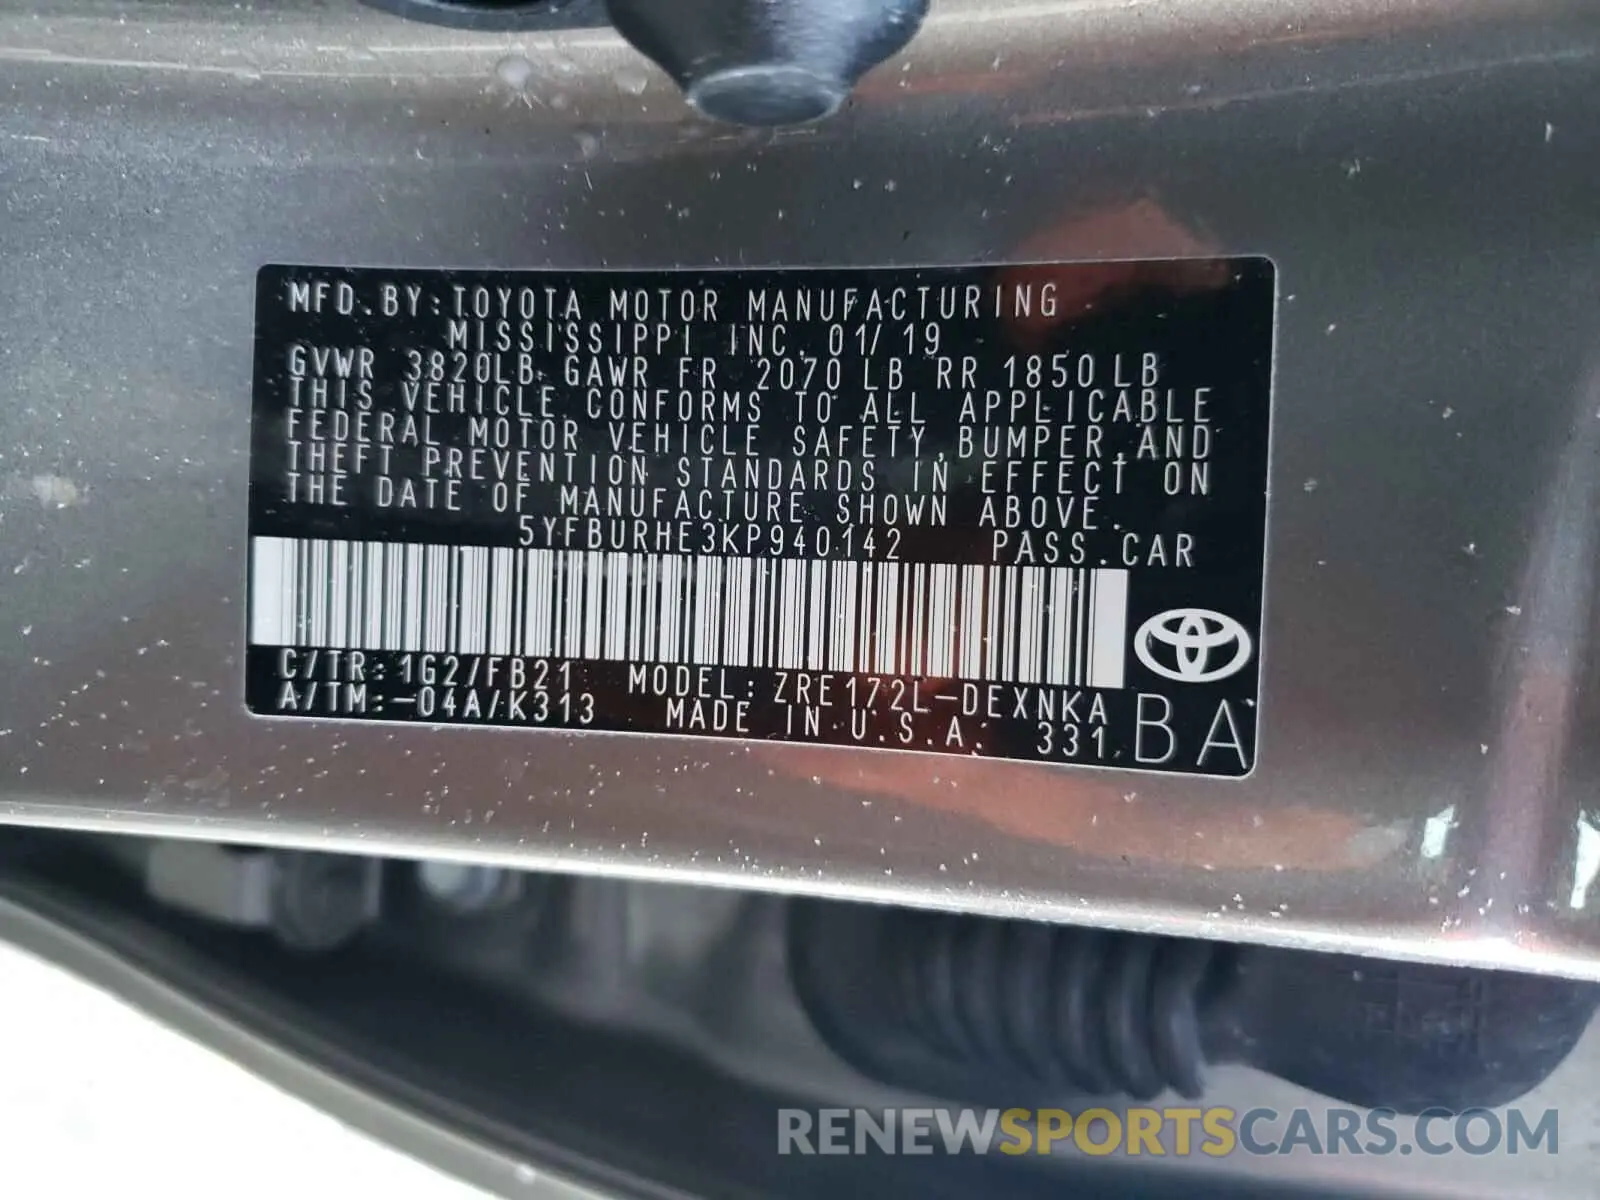 MFD.BY:TOYOTA MOTOR MANUFACTURING
MISSISSIPPI INC. 01/19
GVWR 3820LB GAWR FR 2070 LB RR 1850 LB
THIS VEHICLE CONFORMS TO ALL APPLICABLE
FEDERAL MOTOR VEHICLE SAFETY, BUMPER, AND
THEFT PREVENTION STANDARDS IN EFFECT ON
THE DATE OF MANUFACTURE SHOWN ABOVE.
5YFBURHE3KP940142 PASS.CAR
C/TR:1G2/FB21 MODEL:ZRE172L-DEXNKA
A/TM:-04A/K313 MADE IN U.S.A. 331
BA
RENEWSPORTSCARS.COM